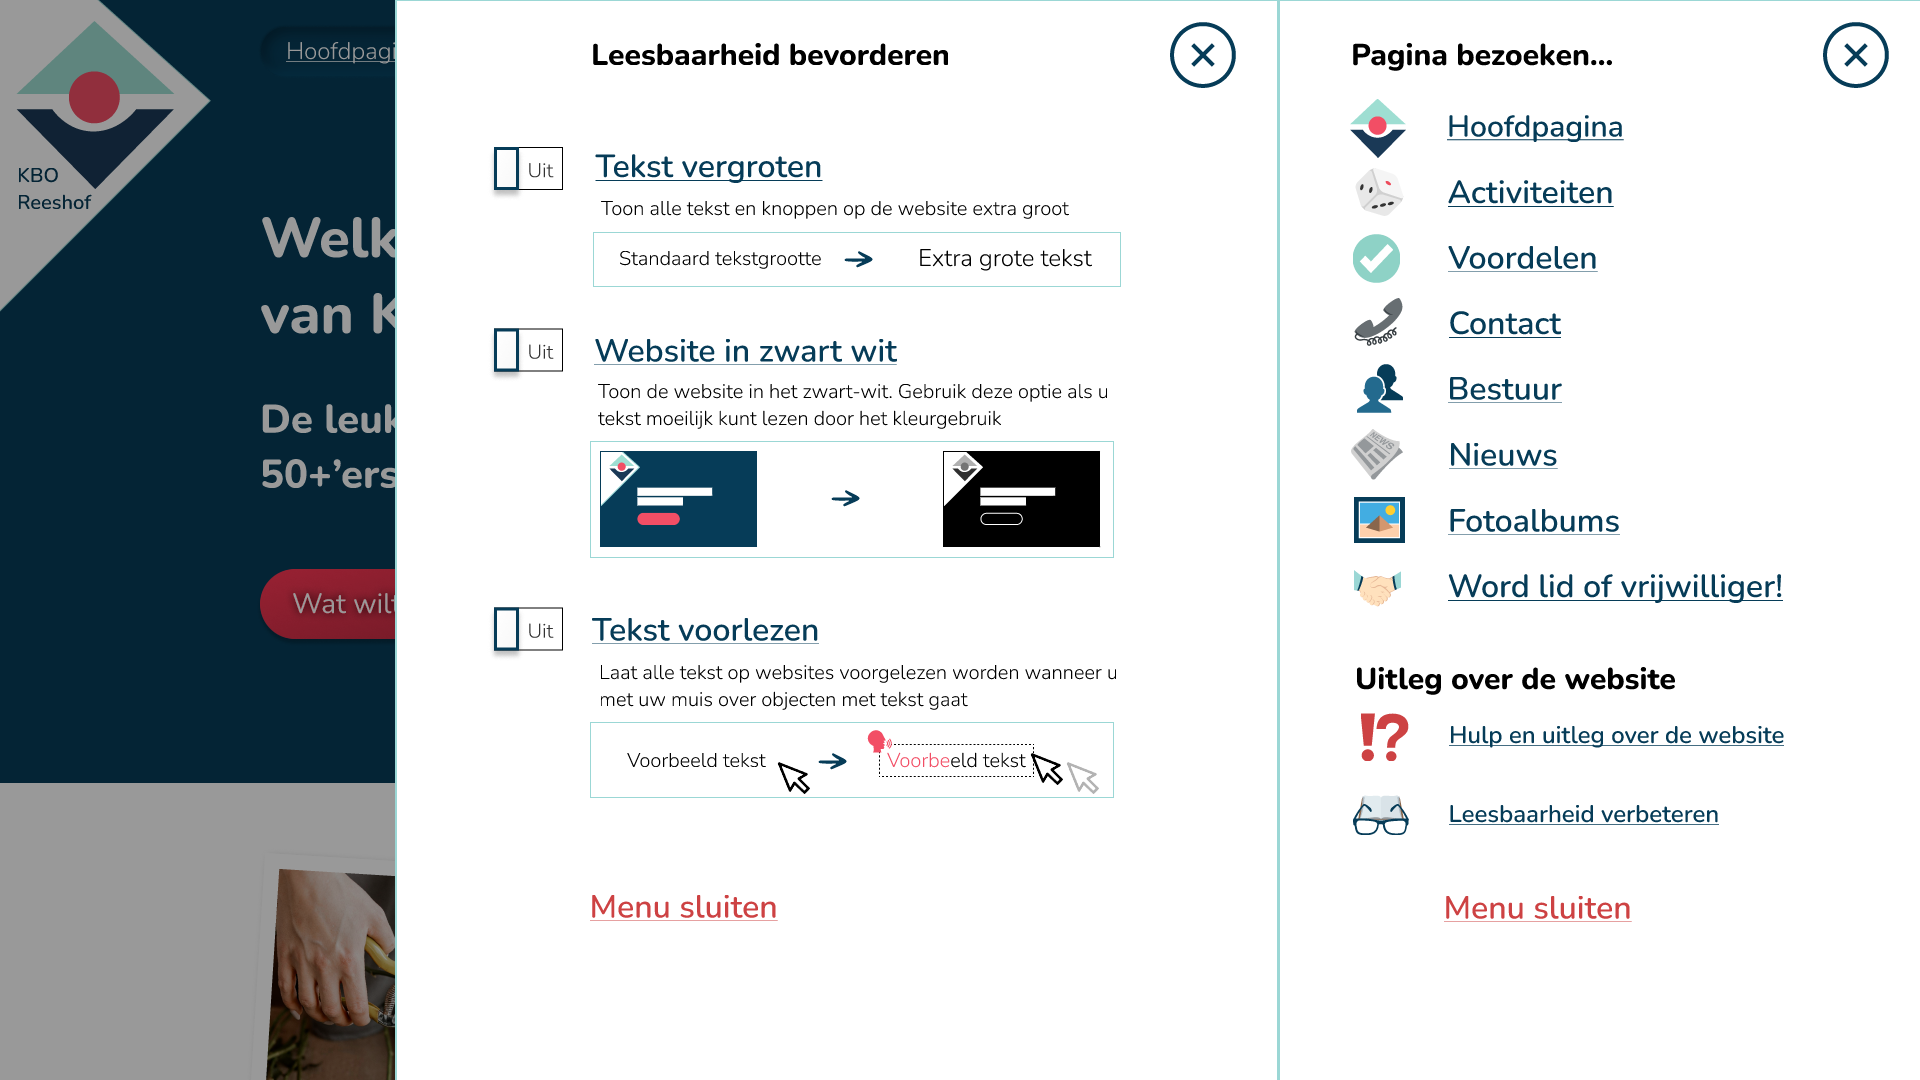 Hoofdpagi
KBO
Reeshof
Welk
van K
De leuk
50+’ers
Wat wilt
Leesbaarheid bevorderen
Uit
Tekst vergroten
Toon alle tekst en knoppen op de website extra groot
Standaard tekstgrootte
Extra grote tekst
Uit
Website in zwart wit
Toon de website in het zwart-wit. Gebruik deze optie als u
tekst moeilijk kunt lezen door het kleurgebruik
Uit
Tekst voorlezen
Laat alle tekst op websites voorgelezen worden wanneer u
met uw muis over objecten met tekst gaat
Voorbeeld tekst
Voorbeeld tekst
Menu sluiten
Pagina bezoeken...
Hoofdpagina
Activiteiten
Voordelen
Contact
Bestuur
NEWS
Nieuws
Fotoalbums
Word lid of vrijwilliger!
Uitleg over de website
!?
Hulp en uitleg over de website
Leesbaarheid verbeteren
Menu sluiten